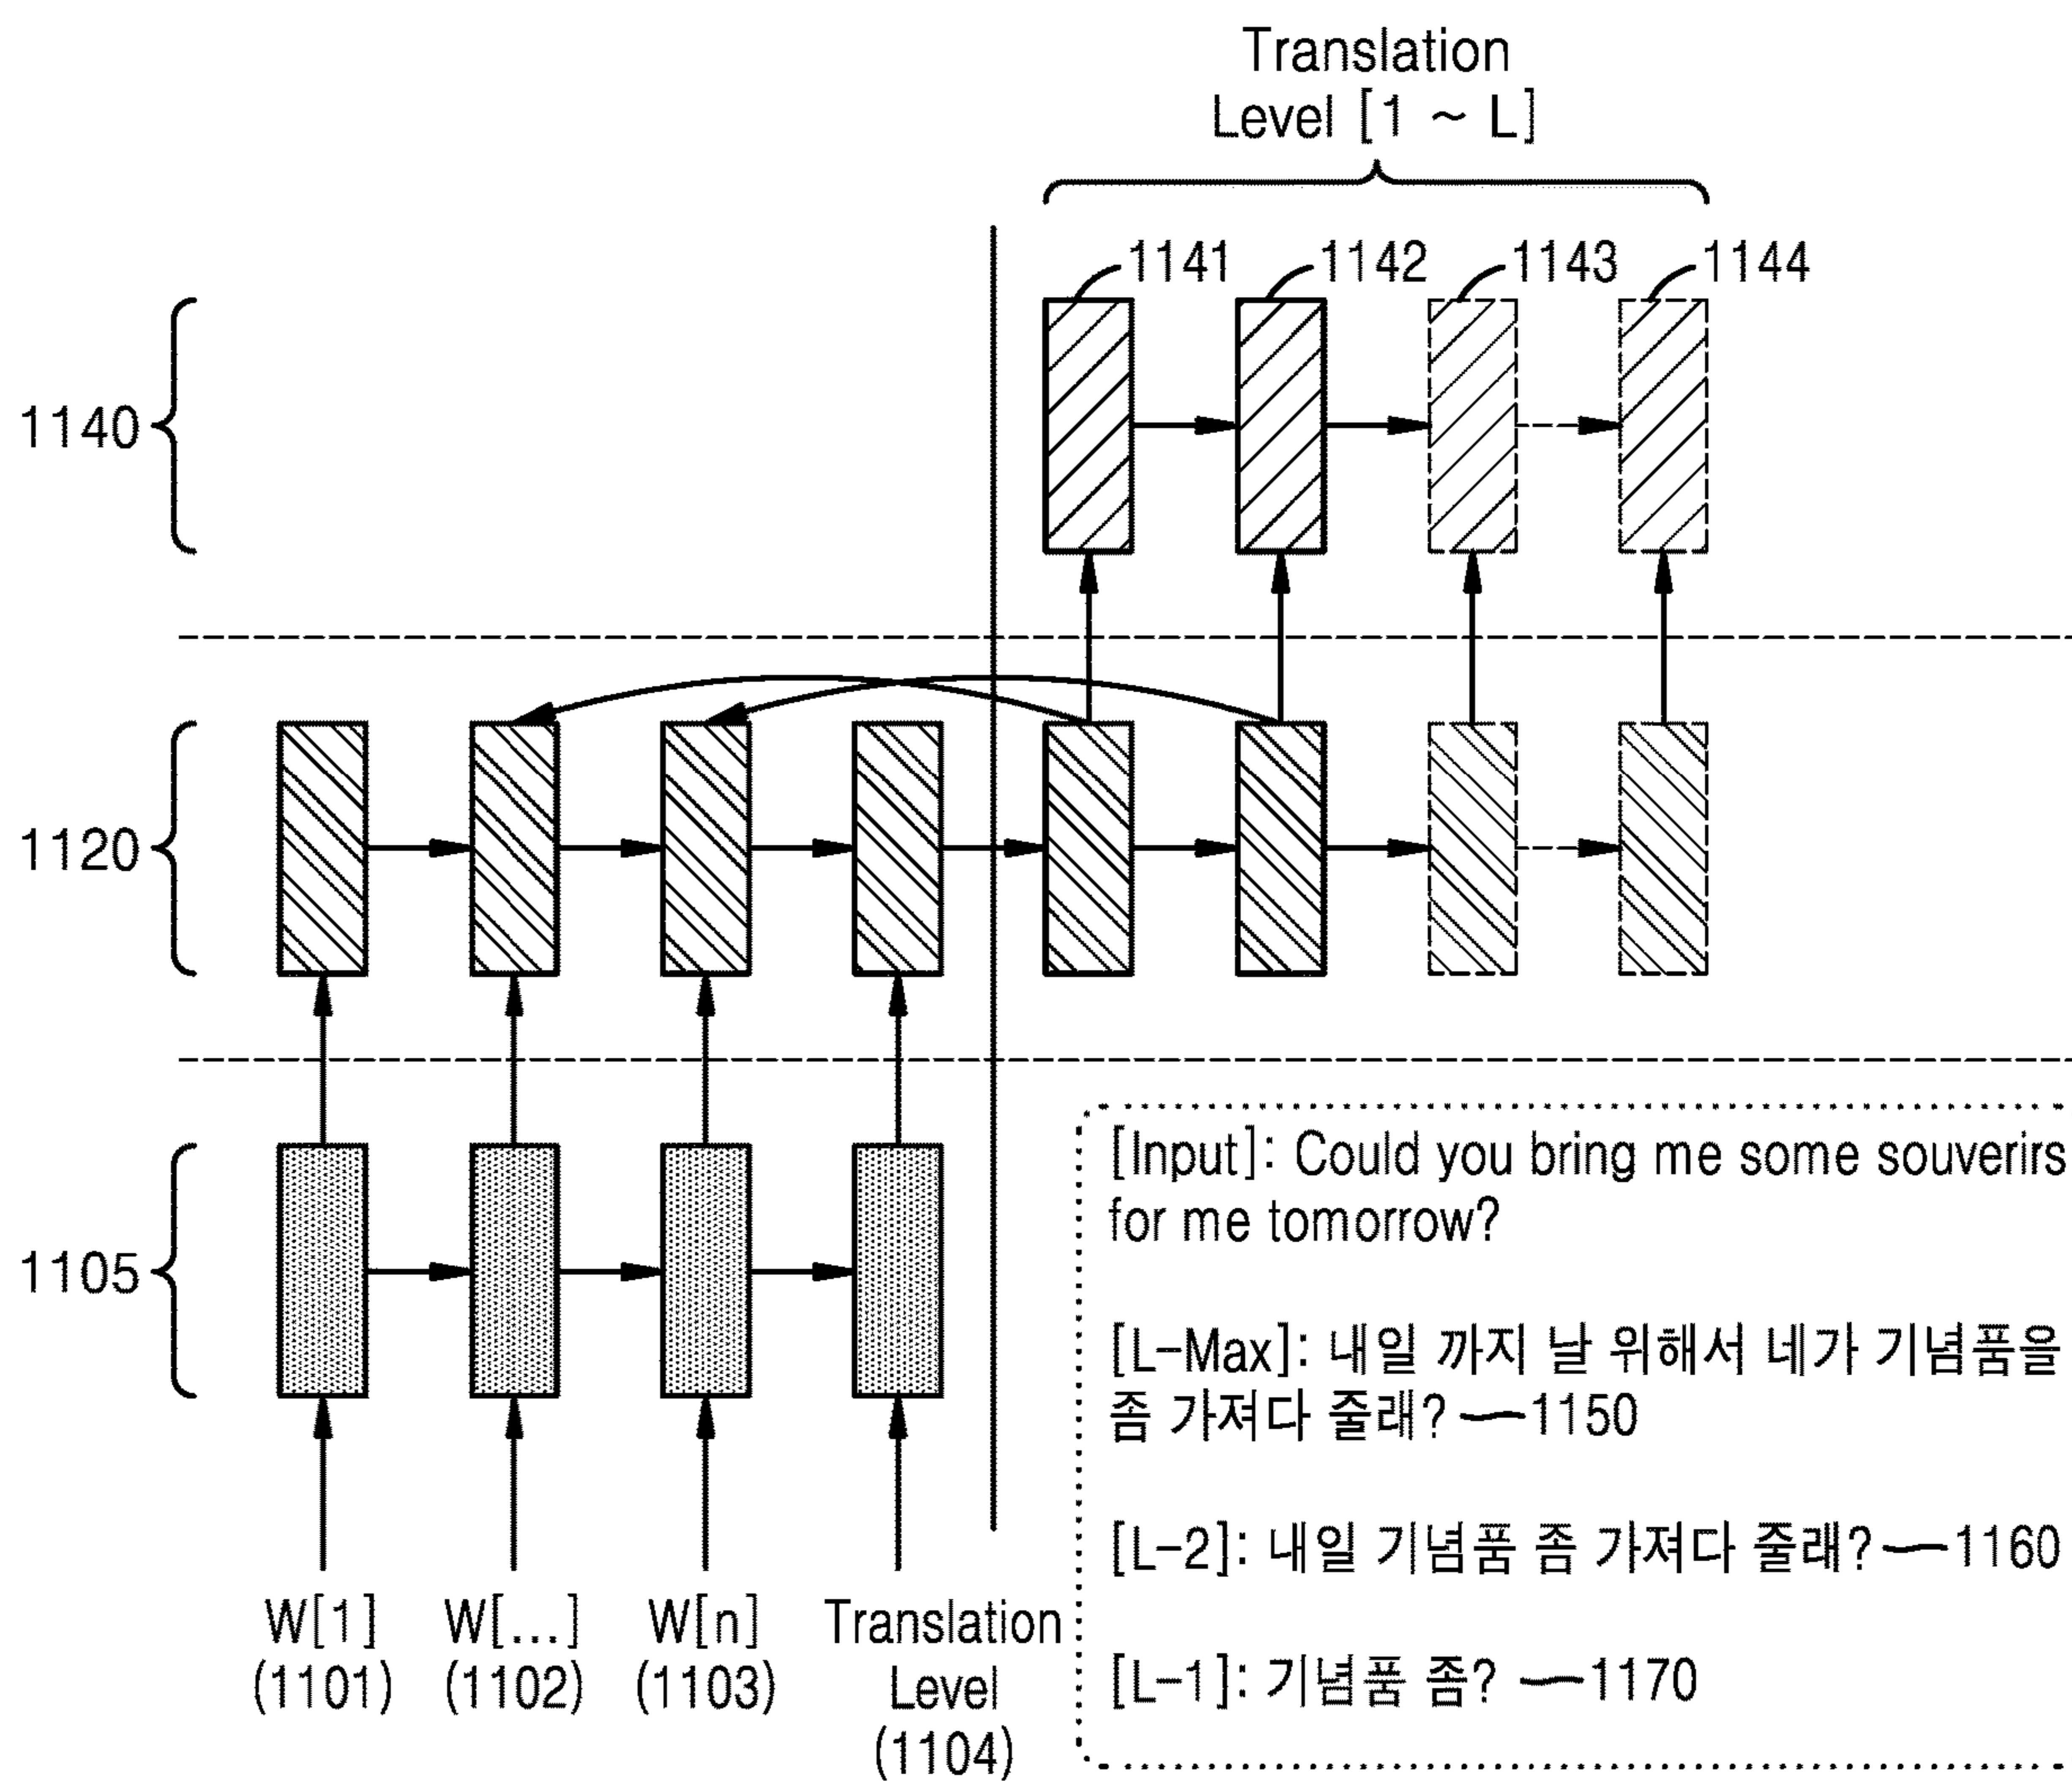 Translation
Level [1 ~ L]
1141 1142 1143 1144
1140
1120
1105
[Input]: Could you bring me some souverirs
for me tomorrow?
[L-Max]: 내일 까지 날 위해서 네가 기념품을
좀 가져다 줄래? 1150
[L-2]: 내일 기념품 좀 가져다 줄래? 1160
[L-1]: 기념품 좀? 1170
W[1] W[...] W[n] Translation
(1101) (1102) (1103) Level
(1104)